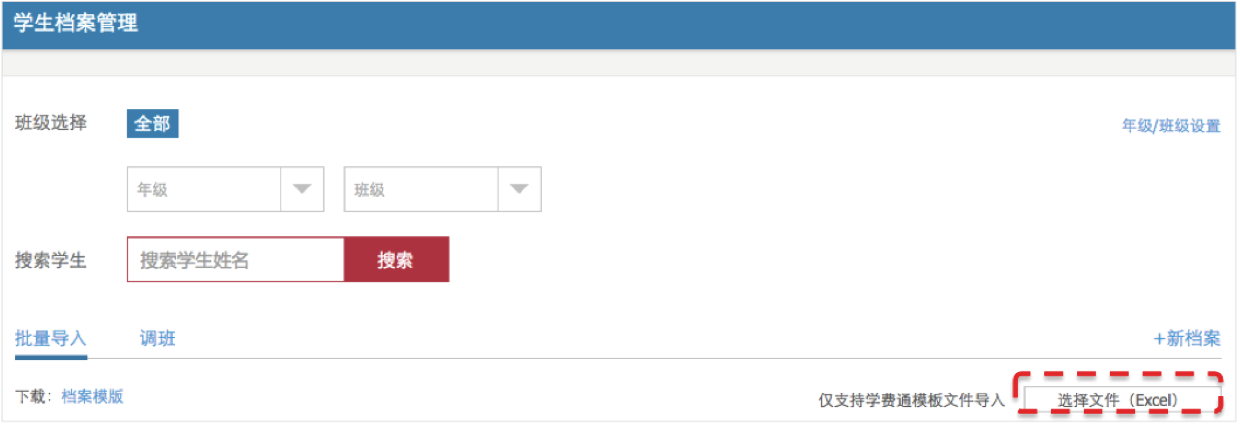 学生档案管理
班级选择 全部 年级/班级设置
年级 班级
搜索学生 搜索学生姓名 搜索
批量导入 调班 +新档案
下载：档案模版 仅支持学费通模板文件导入 选择文件（Excel）